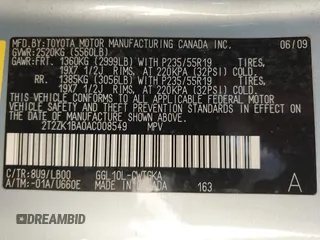 MFD.BY:TOYOTA MOTOR MANUFACTURING CANADA INC. 06/09
GVWR:2520KG (5560LB)
GAWR:FRT. 1360KG (2999LB) WITH P235/55R19 TIRES,
19X7 1/2J RIMS, AT 220KPA (32PSI) COLD
RR. 1385KG (3056LB) WITH P235/55R19 TIRES,
19X7 1/2J RIMS, AT 220KPA (32PSI) COLD
THIS VEHICLE CONFORMS TO ALL APPLICABLE FEDERAL
MOTOR VEHICLE SAFETY AND THEFT PREVENTION
STANDARDS IN EFFECT ON THE DATE OF
MANUFACTURE SHOWN ABOVE.
2T2ZK1BA0AC008549 MPV
C/TR:8U9/LB00 GGL10L-CWTGKA
A/TM:-01A/U660E 163 A
AutoBidMaster